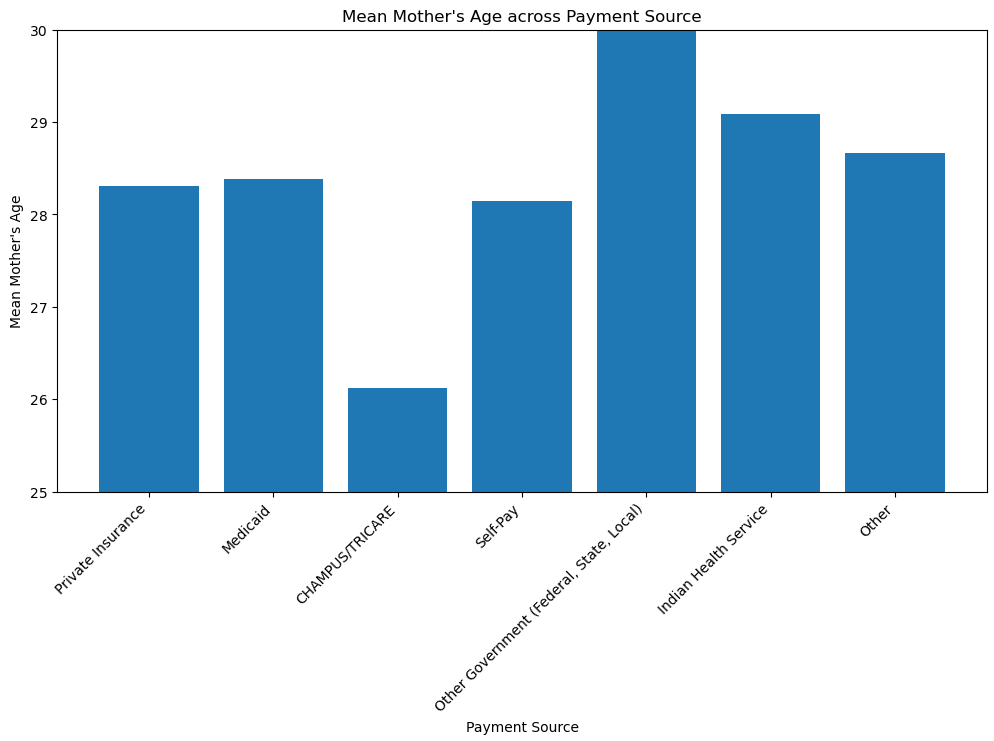 Mean Mother's Age across Payment Source
Mean Mother's Age
30
29
28
27
26
25
Private Insurance
Medicaid
CHAMPUS/TRICARE
Self-Pay
Other Government (Federal, State, Local)
Indian Health Service
Other
Payment Source